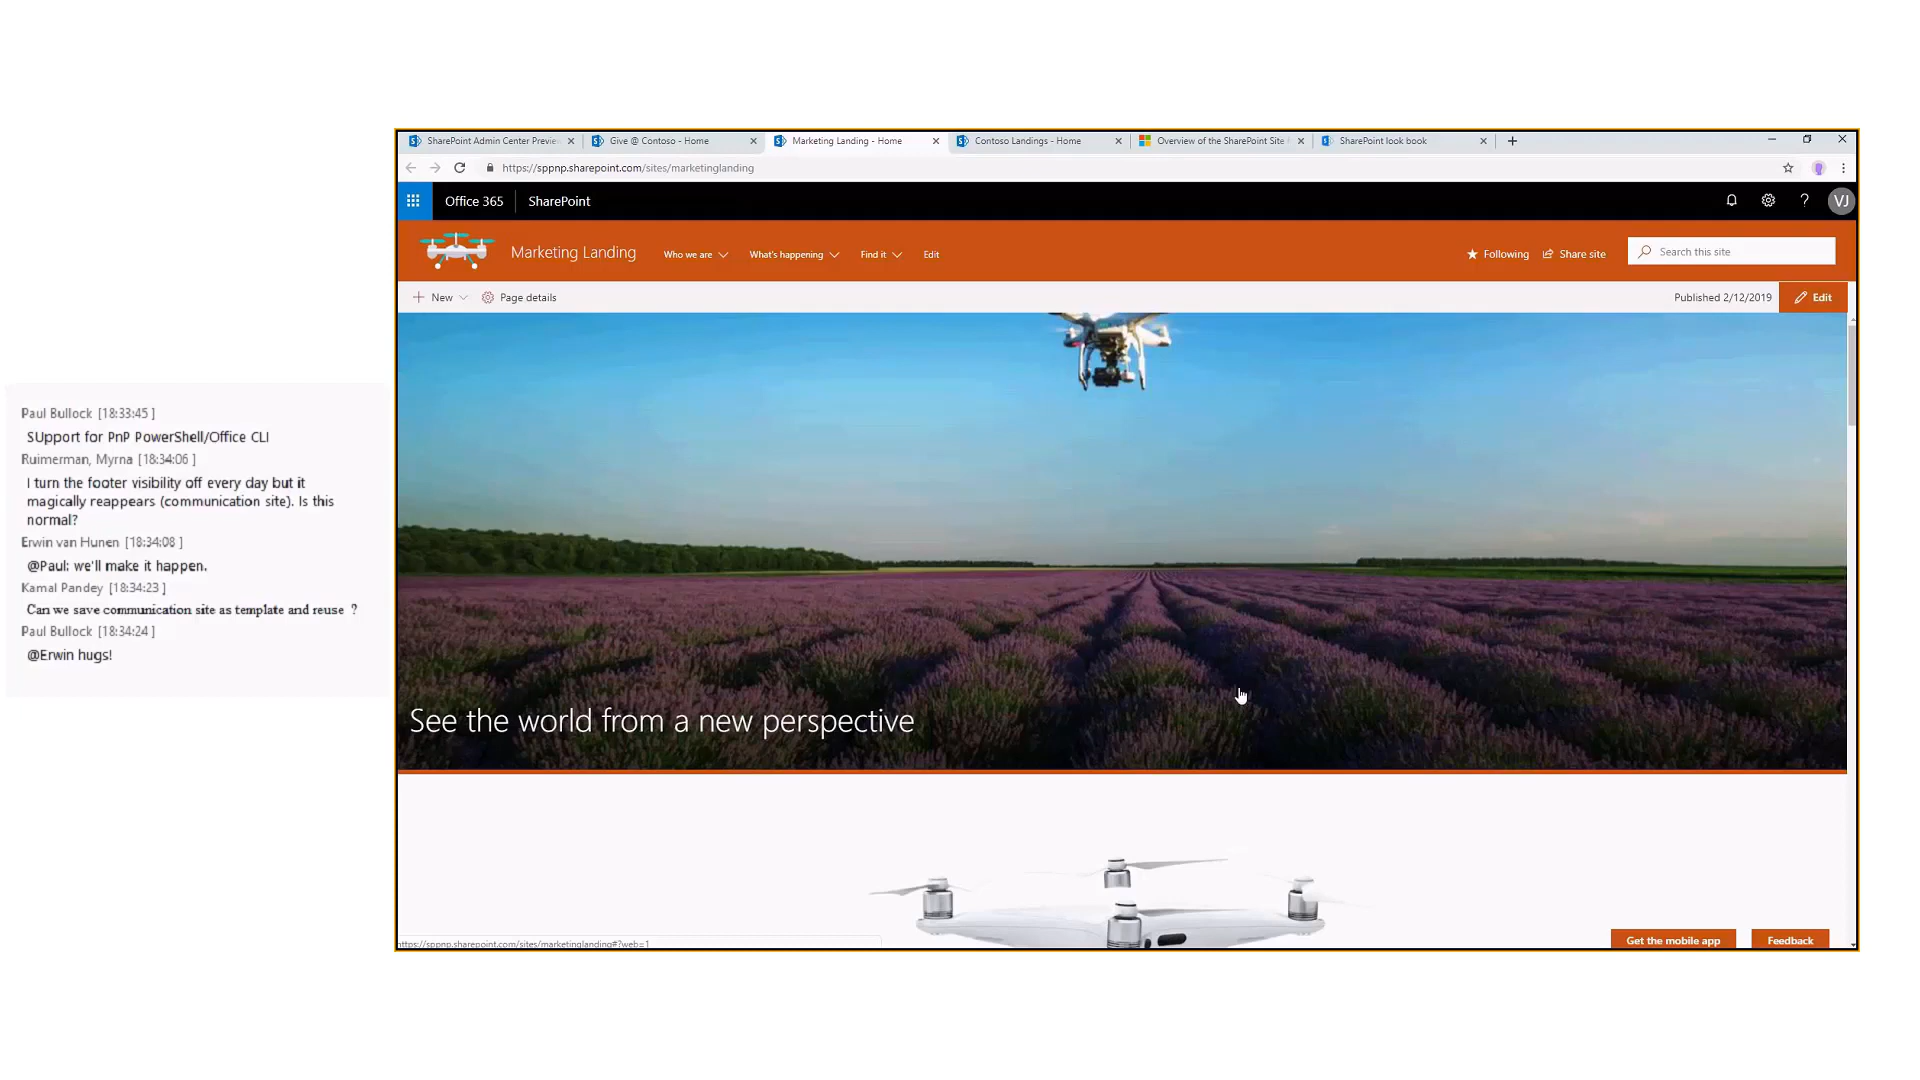 SharePoint Admin Center Preview
Give @ Contoso - Home
Marketing Landing - Home
Contoso Landings - Home
Overview of the SharePoint Site
SharePoint look book
https://sppnp.sharepoint.com/sites/marketinglanding
Office 365
SharePoint
?
VJ
Marketing Landing
Who we are
What's happening
Find it
Edit
Following
Share site
Search this site
New
Page details
Published 2/12/2019
Edit
Paul Bullock [18:33:45 ]
SUpport for PnP PowerShell/Office CLI
Ruimerman, Myrna [18:34:06 ]
I turn the footer visibility off every day but it
magically reappears (communication site). Is this
normal?
Erwin van Hunen [18:34:08 ]
@Paul: we'll make it happen.
Kamal Pandey [18:34:23 ]
Can we save communication site as template and reuse ?
Paul Bullock [18:34:24 ]
@Erwin hugs!
See the world from a new perspective
https://sppnp.sharepoint.com/sites/marketinglanding#?web=1
Get the mobile app
Feedback